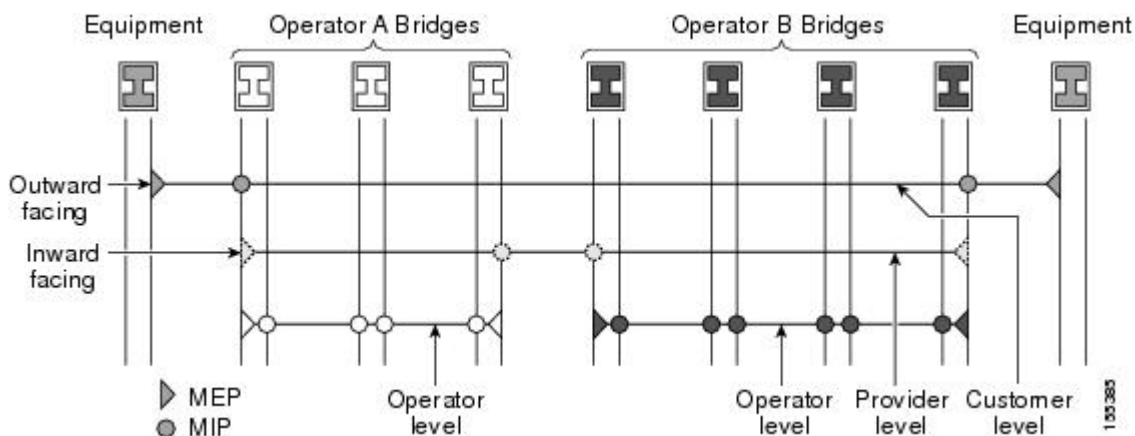 Equipment
Operator A Bridges
Operator B Bridges
Equipment
Outward
facing
Inward
facing
MEP
MIP
Operator
level
Operator
level
Provider
level
Customer
level
155385